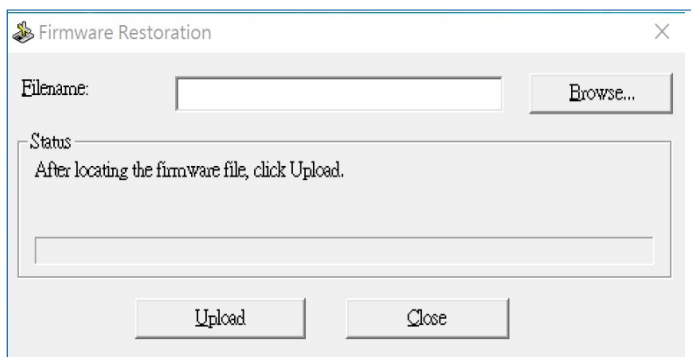 Firmware Restoration
Filename:
Browse...
Status
After locating the firmware file, click Upload.
Upload
Close